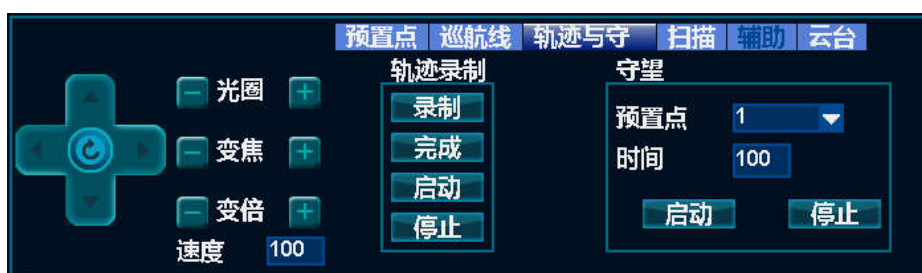 预置点 巡航线 轨迹与守 扫描 辅助 云台
轨迹录制 守望
光圈
变焦
变倍
速度 100
录制
完成
启动
停止
预置点 1
时间 100
启动 停止